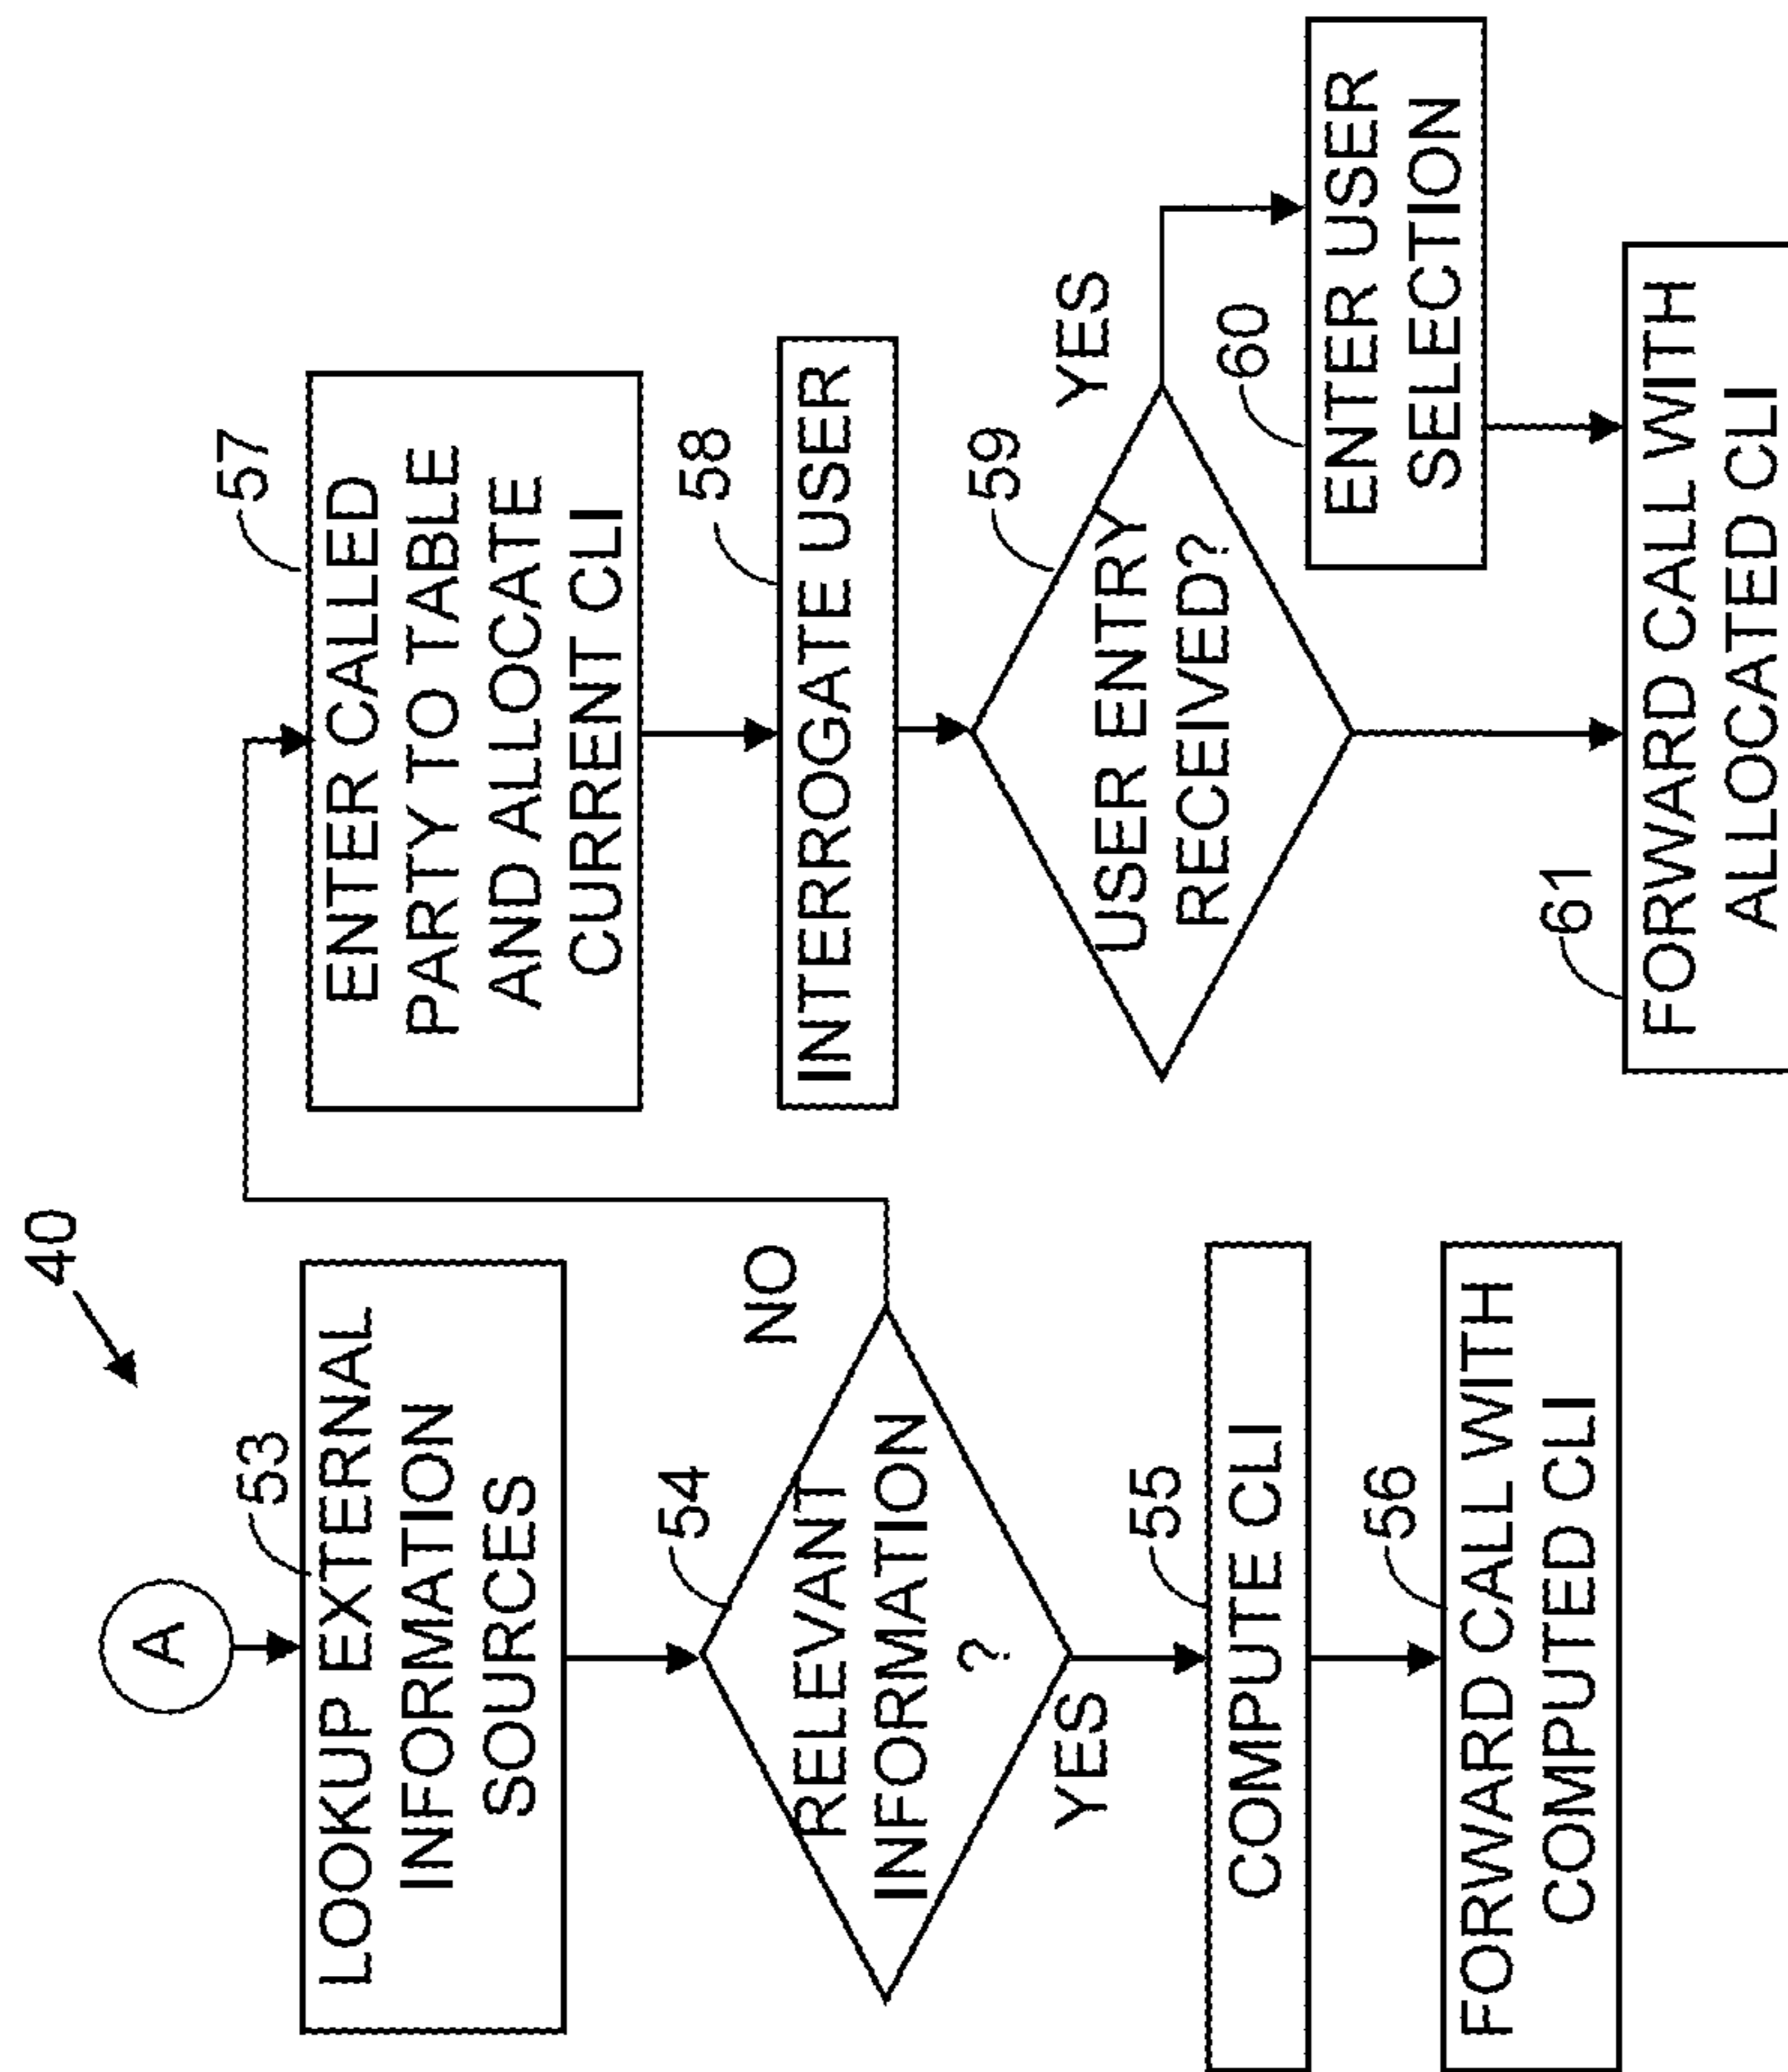 40
A
53
LOOKUP EXTERNAL
INFORMATION
SOURCES
54
RELEVANT
INFORMATION
?
NO
YES
55
COMPUTE CLI
56
FORWARD CALL WITH
COMPUTED CLI
57
ENTER CALLED
PARTY TO TABLE
AND ALLOCATE
CURRENT CLI
58
INTERROGATE USER
59
USER ENTRY
RECEIVED?
YES
60
ENTER USER
SELECTION
61
FORWARD CALL WITH
ALLOCATED CLI